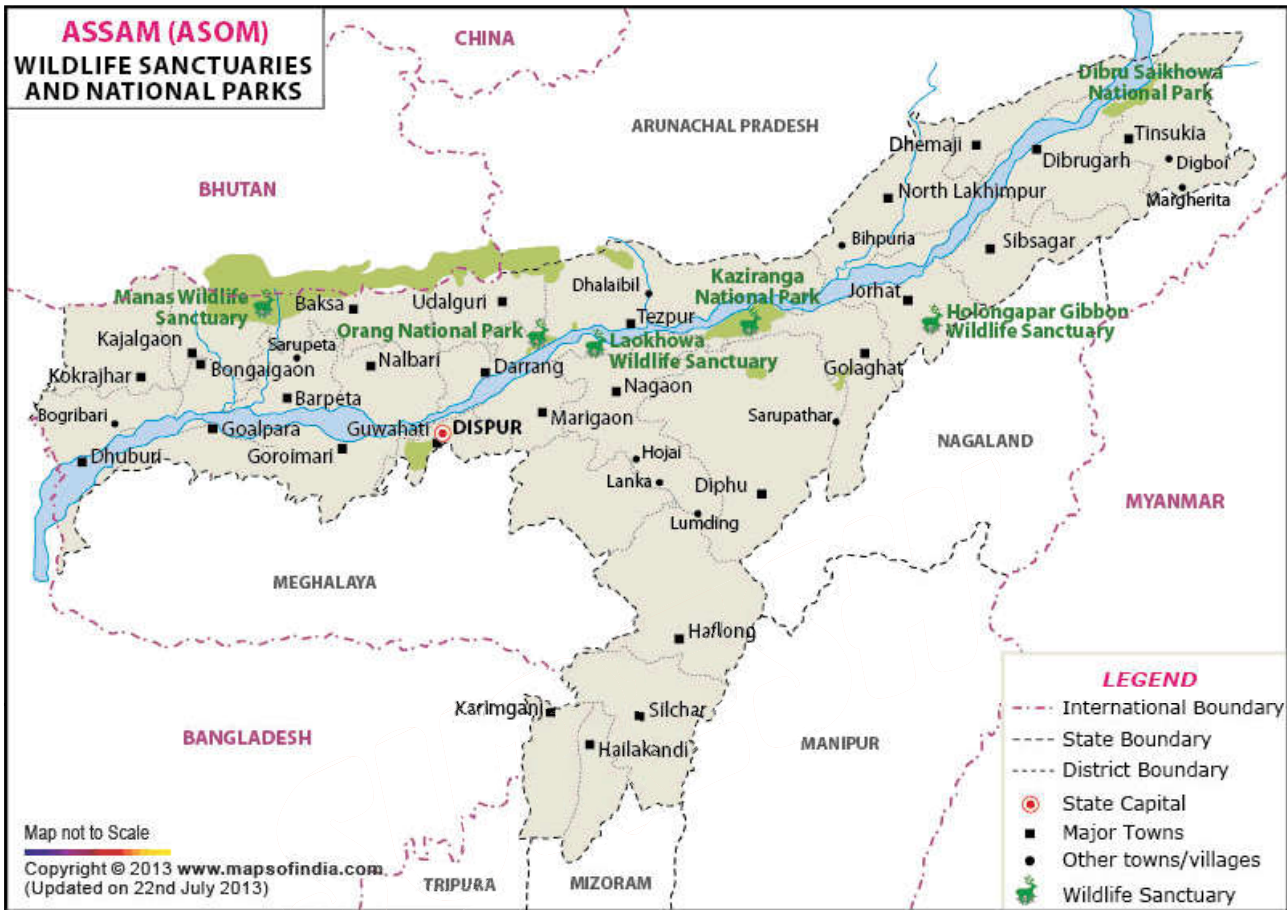 ASSAM (ASOM)
WILDLIFE SANCTUARIES
AND NATIONAL PARKS
CHINA
Dibru Saikhowa
National Park
ARUNACHAL PRADESH
Dhemaji
Tinsukia
Dibrugarh
Digboi
BHUTAN
North Lakhimpur
Margherita
Bihpuria
Sibsagar
Manas Wildlife
Sanctuary
Baksa
Udalguri
Dhalaibil
Kaziranga
National Park
Jorhat
Holongapar Gibbon
Wildlife Sanctuary
Orang National Park
Tezpur
Laokhowa
Wildlife Sanctuary
Kajalgaon
Sarupeta
Bongaigaon
Nalbari
Darrang
Golaghat
Kokrajhar
Barpeta
Nagaon
Bogribari
Goalpara
Guwahati
DISPUR
Marigaon
Sarupathar
NAGALAND
Dhuburi
Goroimari
Hojai
Lanka
Diphu
MYANMAR
Lumding
MEGHALAYA
Haflong
Karimganj
Silchar
BANGLADESH
Hailakandi
MANIPUR
TRIPURA
MIZORAM
LEGEND
International Boundary
State Boundary
District Boundary
State Capital
Major Towns
Other towns/villages
Wildlife Sanctuary
Map not to Scale
Copyright © 2013 www.mapsofindia.com
(Updated on 22nd July 2013)